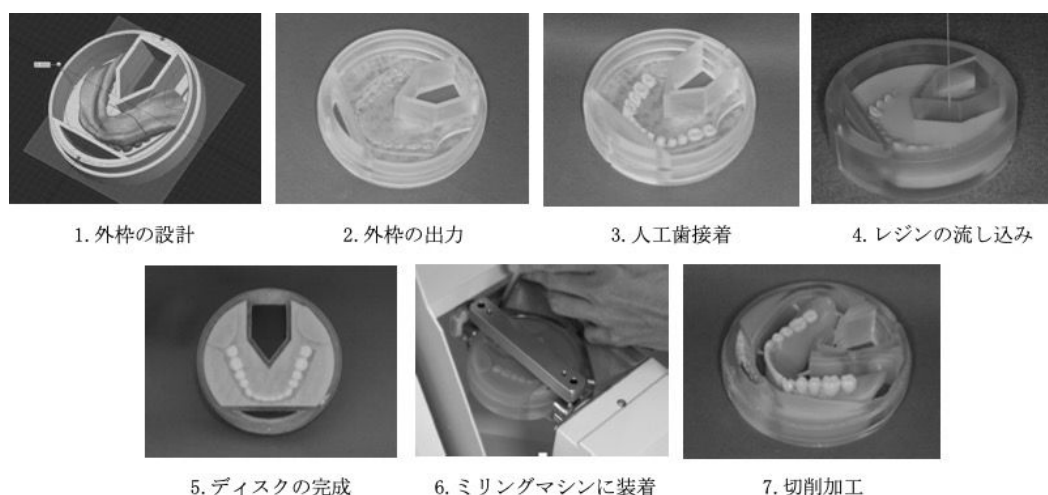 1. 外枠の設計
2. 外枠の出力
3. 人工歯接着
4. レジンの流し込み
5. ディスクの完成
6. ミリングマシンに装着
7. 切削加工